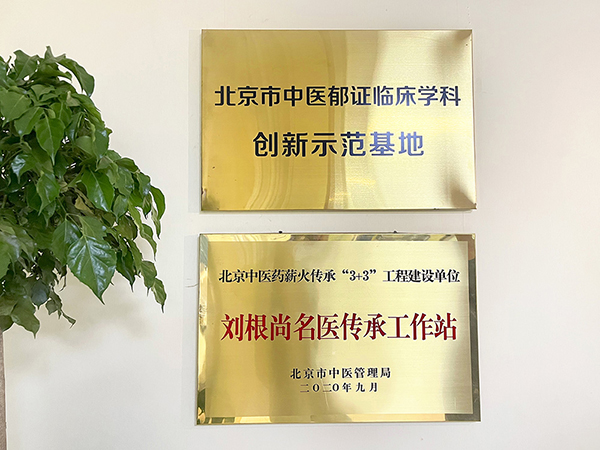 北京市中医郁证临床学科
创新示范基地
北京中医药薪火传承“3+3”工程建设单位
刘根尚名医传承工作站
北京市中医管理局
二〇二〇年九月